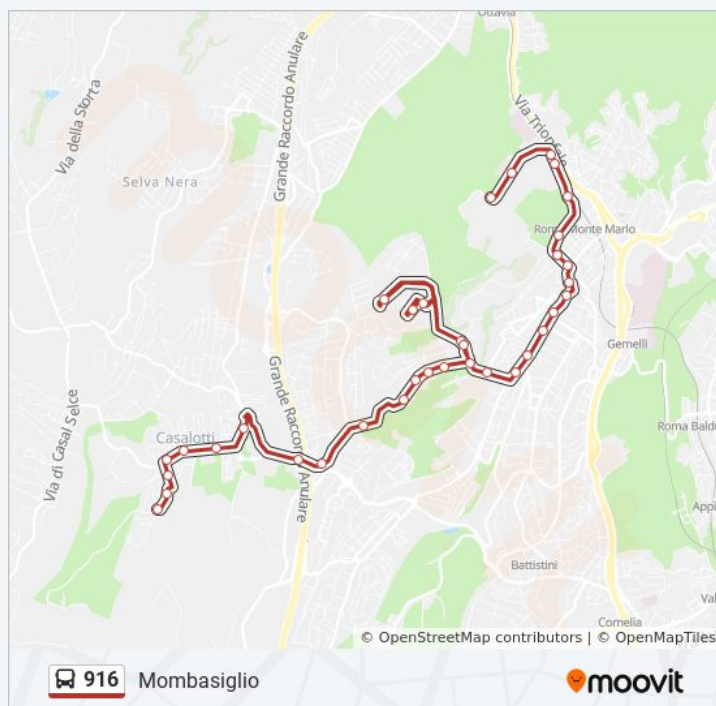 Ottavia
Grande Raccordo Anulare
Via della Storta
Via Trionfale
Selva Nera
Roma Monte Mario
Gemelli
Grande Raccordo Anulare
Via di Casal Selce
Casalotti
Roma Baldu
Appi
Battistini
Val
Cornelia
© OpenStreetMap contributors | © OpenMapTiles
916 Mombasiglio
moovit